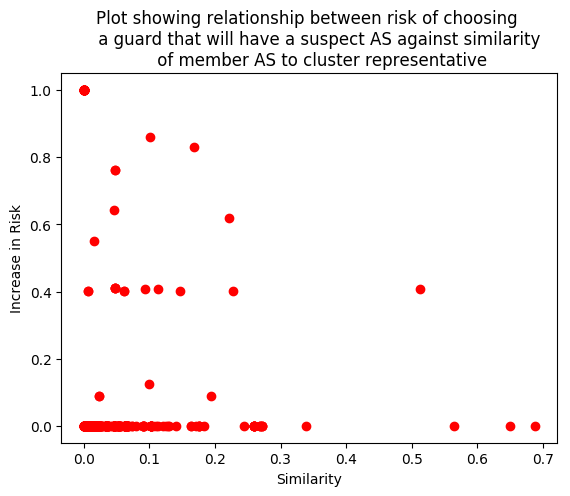 Plot showing relationship between risk of choosing
a guard that will have a suspect AS against similarity
of member AS to cluster representative
1.0
0.8
0.6
0.4
0.2
0.0
Increase in Risk
0.0 0.1 0.2 0.3 0.4 0.5 0.6 0.7
Similarity